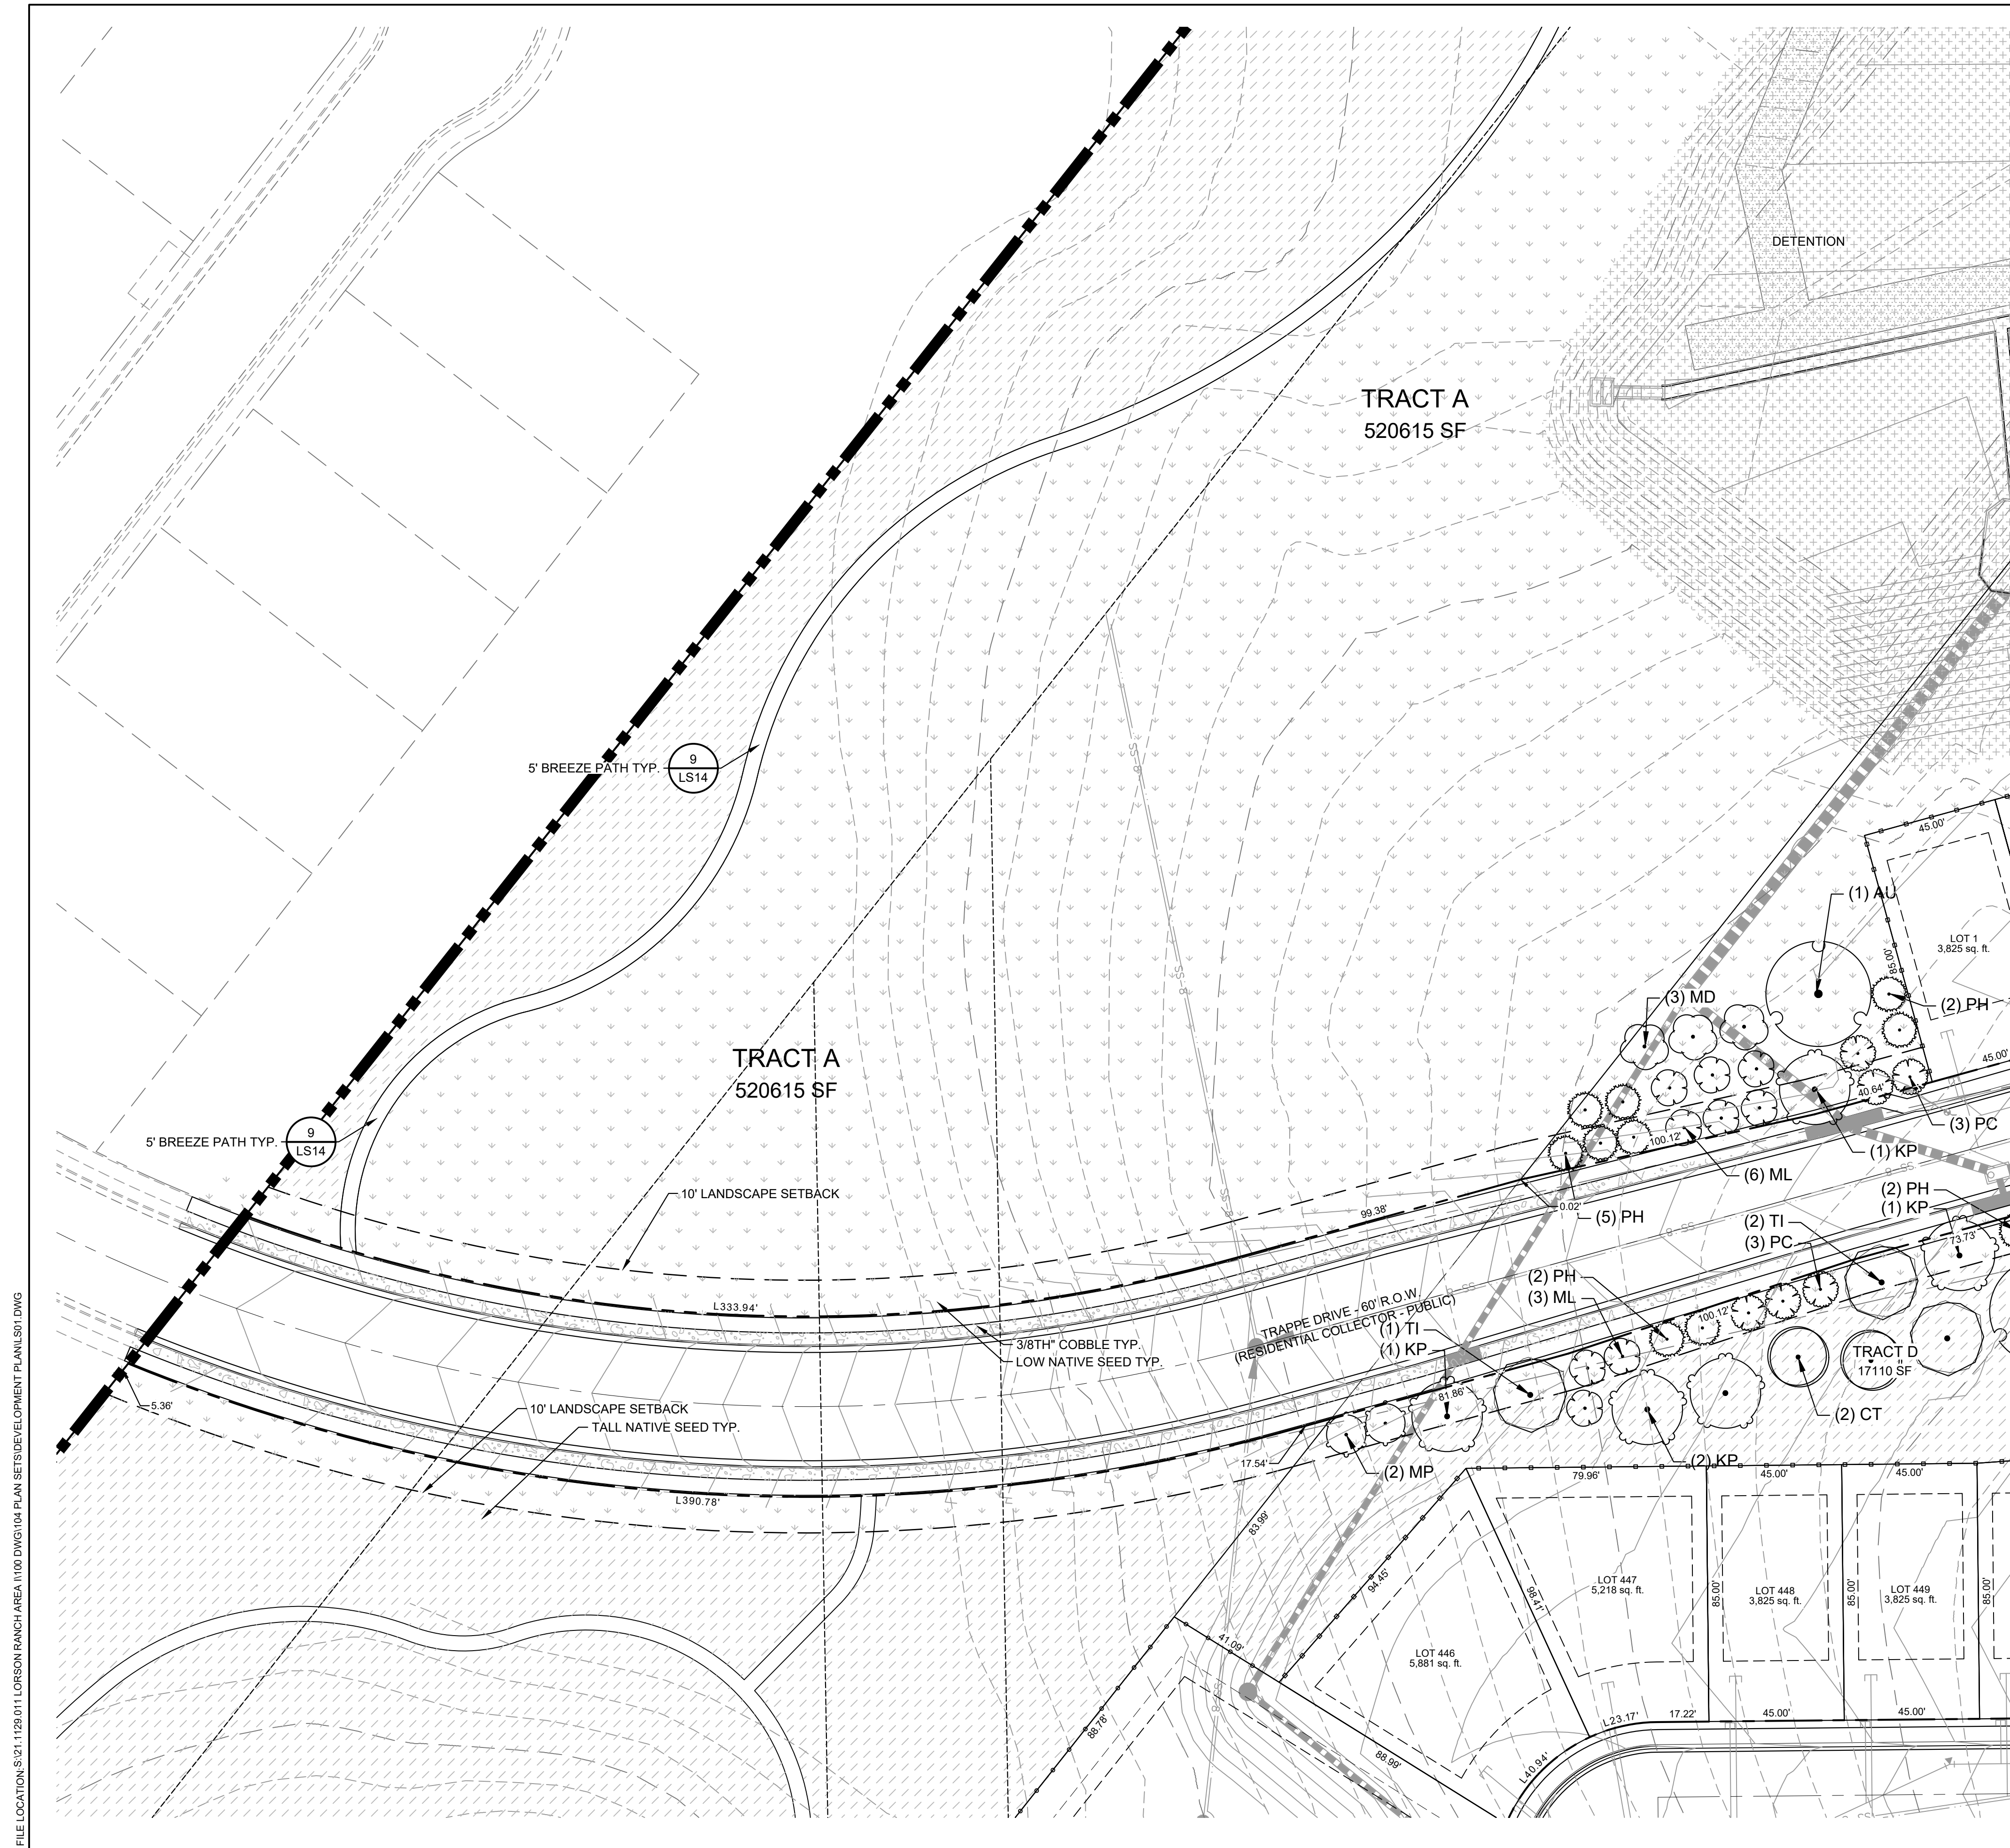 DETENTION
TRACT A
520615 SF
5' BREEZE PATH TYP.
9
LS14
45.00'
(1) AU
LOT 1
3,825 sq. ft.
85.00'
(3) MD
(2) PH
45.00'
40.64'
TRACT A
520615 SF
5' BREEZE PATH TYP.
9
LS14
(3) PC
100.12'
(1) KP
(6) ML
10' LANDSCAPE SETBACK
99.38'
0.02'
(5) PH
(2) PH
(1) KP
(2) TI
(3) PC
73.73'
(2) PH
(3) ML
L333.94'
TRAPPE DRIVE - 60' R.O.W.
(RESIDENTIAL COLLECTOR - PUBLIC)
100.12'
3/8TH" COBBLE TYP.
LOW NATIVE SEED TYP.
(1) TI
(1) KP
TRACT D
17110 SF
81.86'
5.36'
10' LANDSCAPE SETBACK
TALL NATIVE SEED TYP.
(2) CT
17.54'
(2) MP
(2) KP
79.96'
45.00'
45.00'
L390.78'
83.99'
94.45'
98.41'
LOT 447
5,218 sq. ft.
85.00'
LOT 448
3,825 sq. ft.
85.00'
LOT 449
3,825 sq. ft.
85.00'
41.09'
LOT 446
5,881 sq. ft.
88.78'
88.99'
L40.94'
L23.17'
17.22'
45.00'
45.00'
FILE LOCATION: S:\21.1129.011 LORSON RANCH AREA I\100 DWG\104 PLAN SETS\DEVELOPMENT PLAN\LS01.DWG